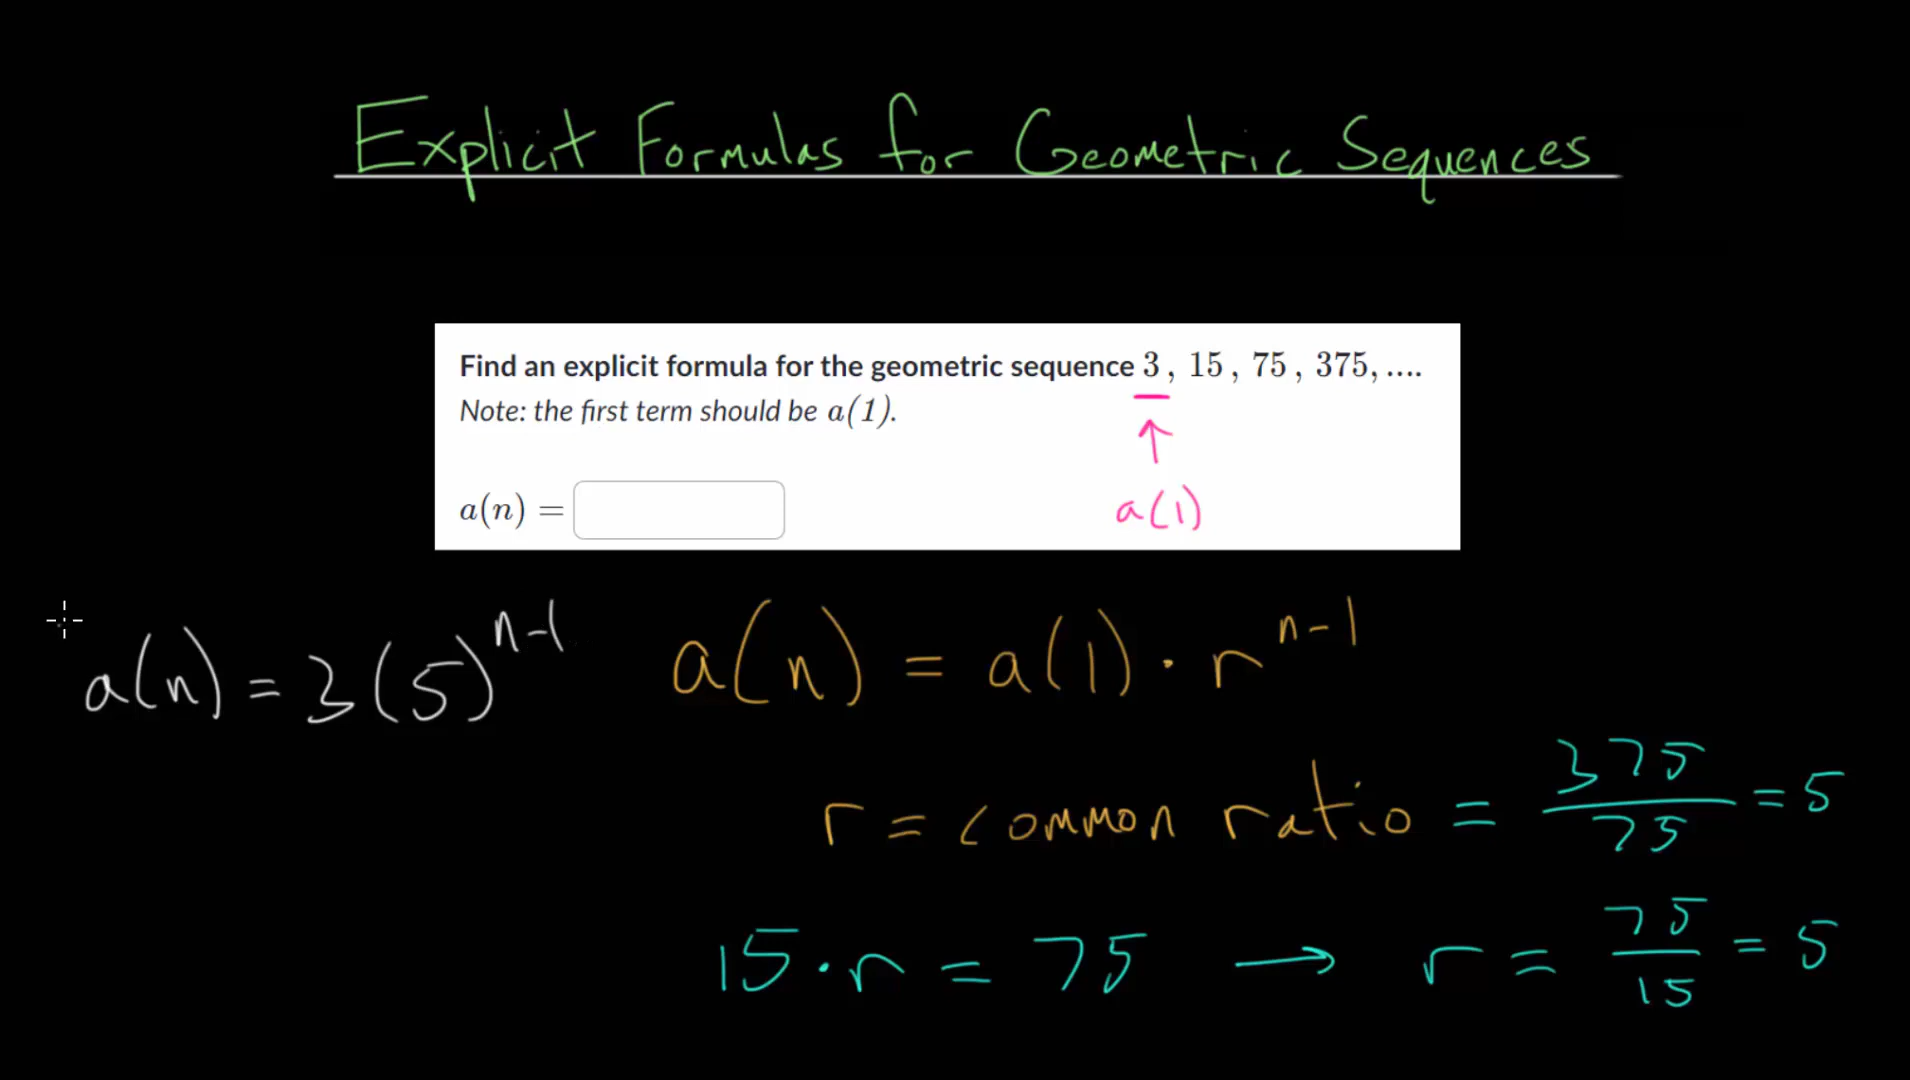 Explicit Formulas for Geometric Sequences
Find an explicit formula for the geometric sequence 3, 15, 75, 375, ....
Note: the first term should be a(1).
a(n) =
↑
a(1)
a(n) = 3(5)^{n-1}
a(n) = a(1) · r^{n-1}
r = common ratio = 375/75 = 5
15 · r = 75 → r = 75/15 = 5